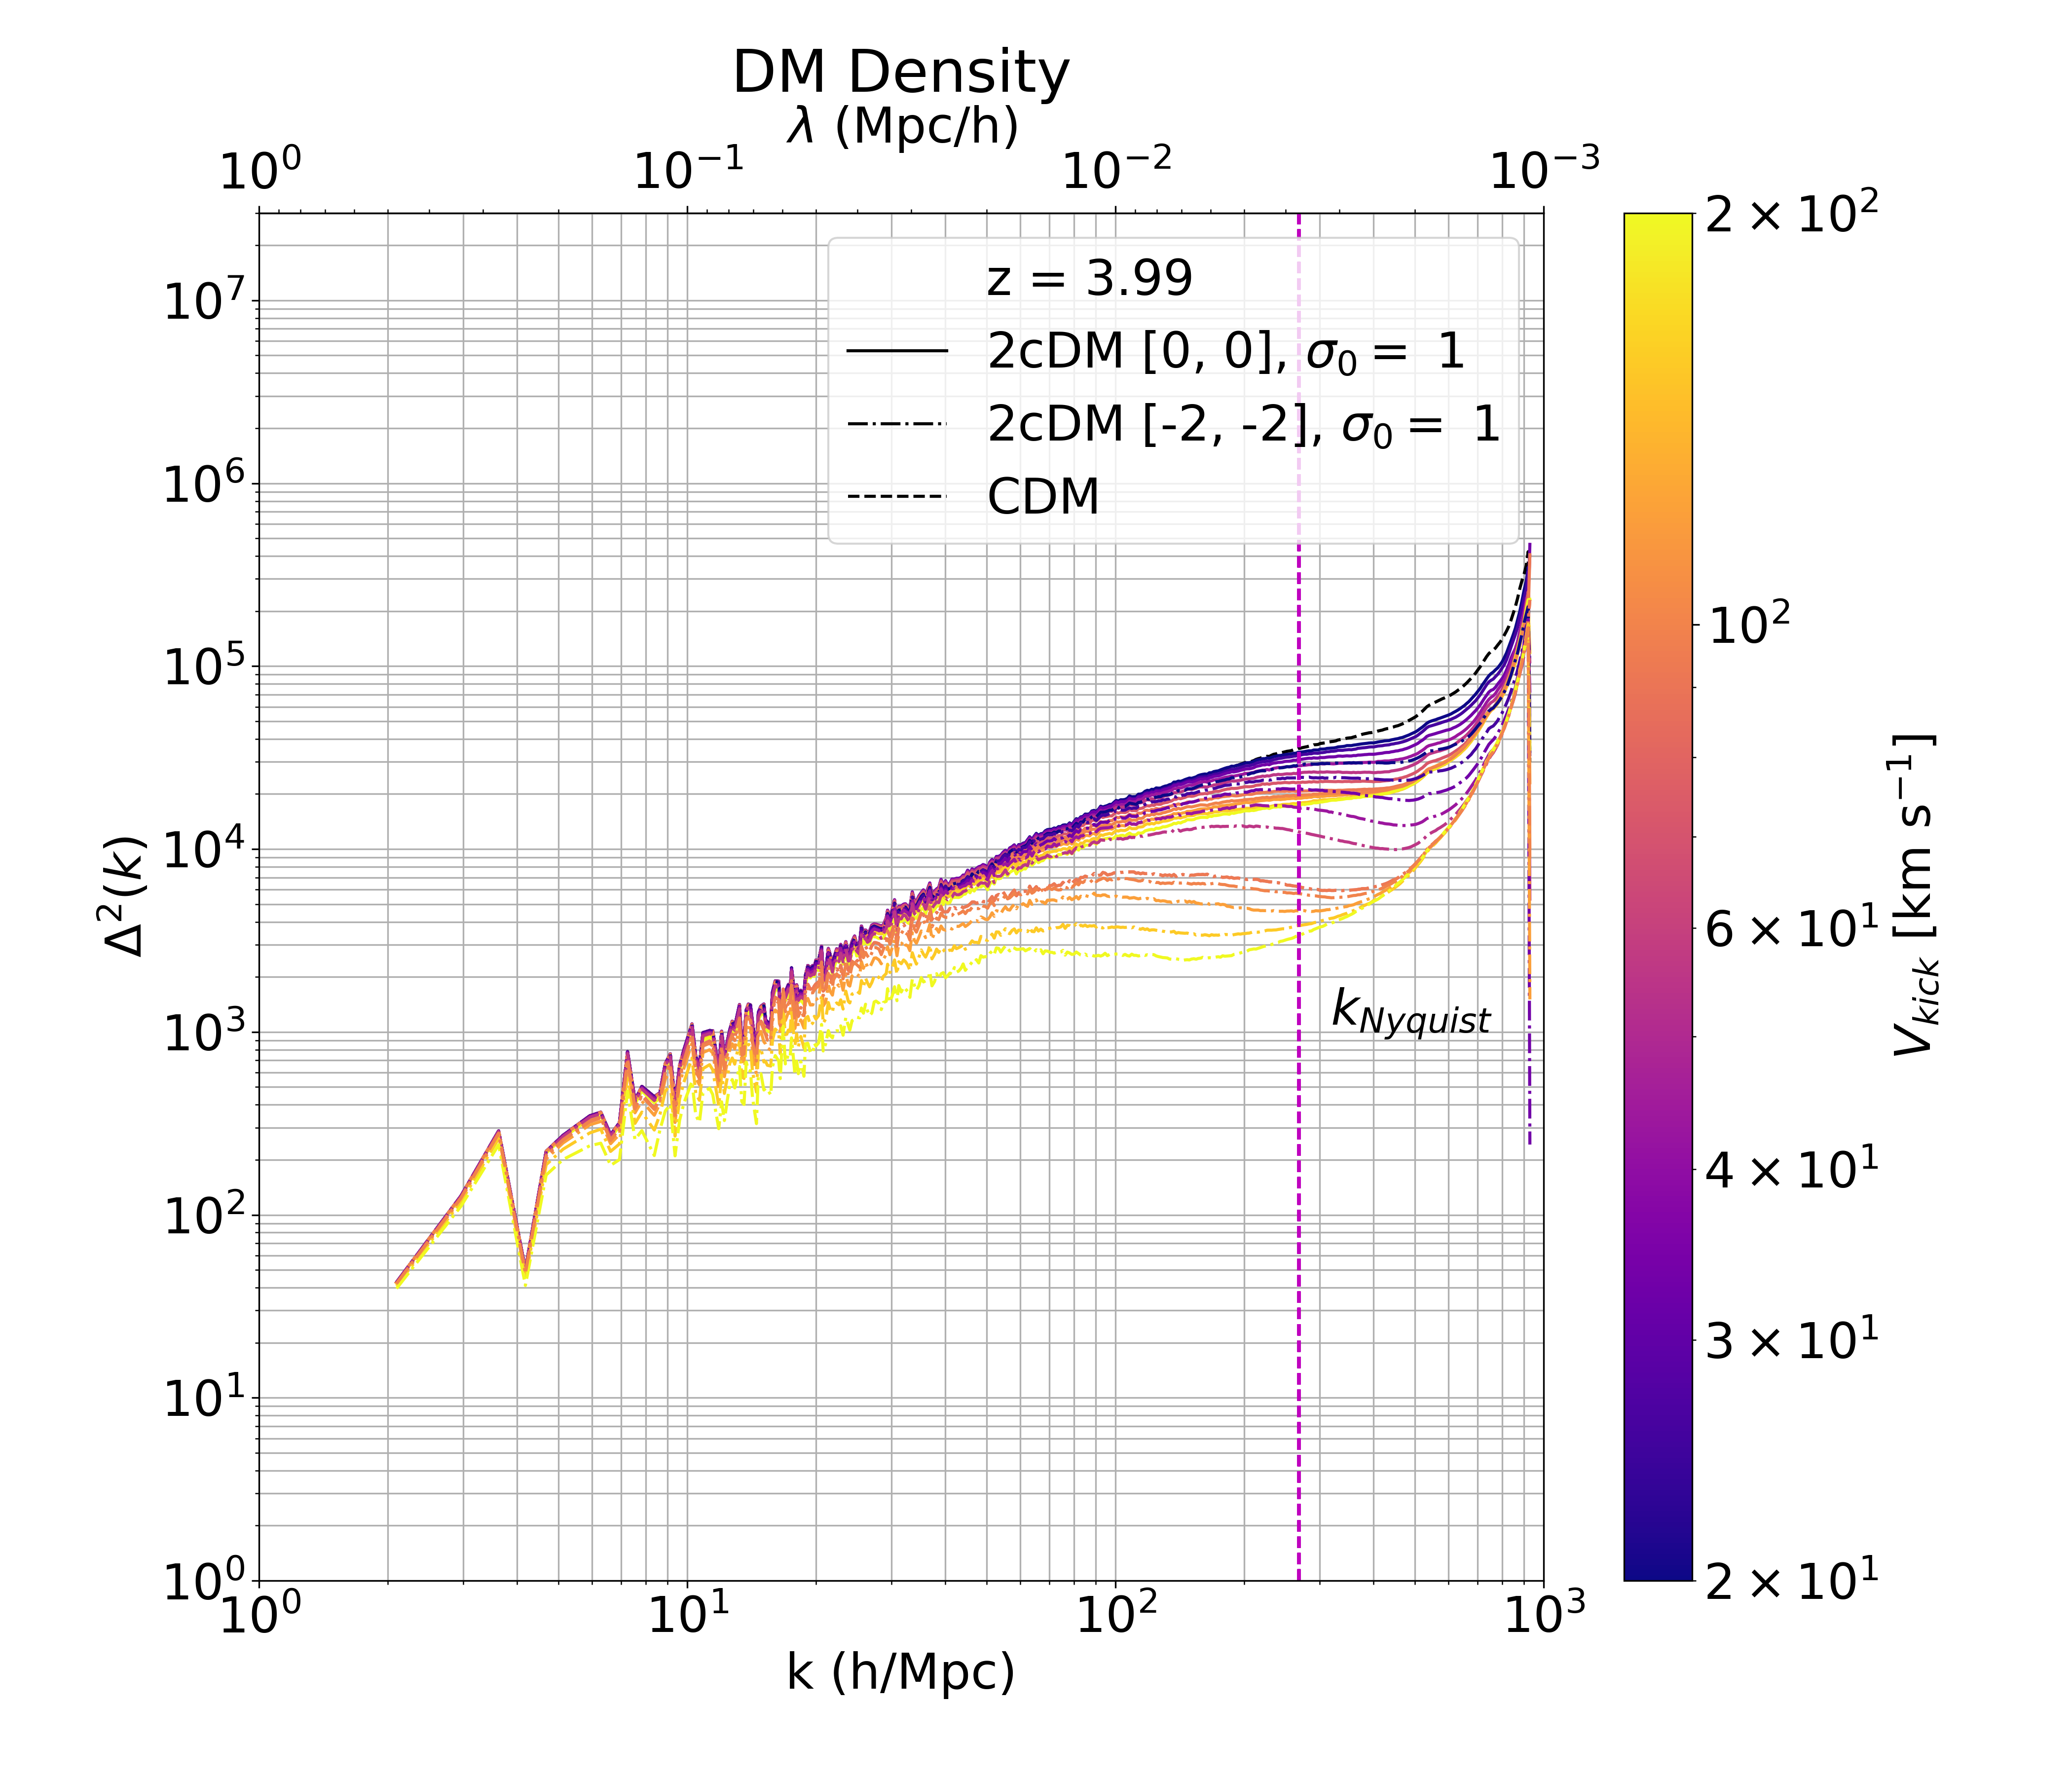 DM Density
λ (Mpc/h)
10⁰ 10⁻¹ 10⁻² 10⁻³
z = 3.99
2cDM [0, 0], σ₀ = 1
2cDM [-2, -2], σ₀ = 1
CDM
10⁷
10⁶
10⁵
10⁴
10³
10²
10¹
10⁰
Δ²(k)
k_Nyquist
10⁰ 10¹ 10² 10³
k (h/Mpc)
2 × 10²
10²
6 × 10¹
4 × 10¹
3 × 10¹
2 × 10¹
V_kick [km s⁻¹]